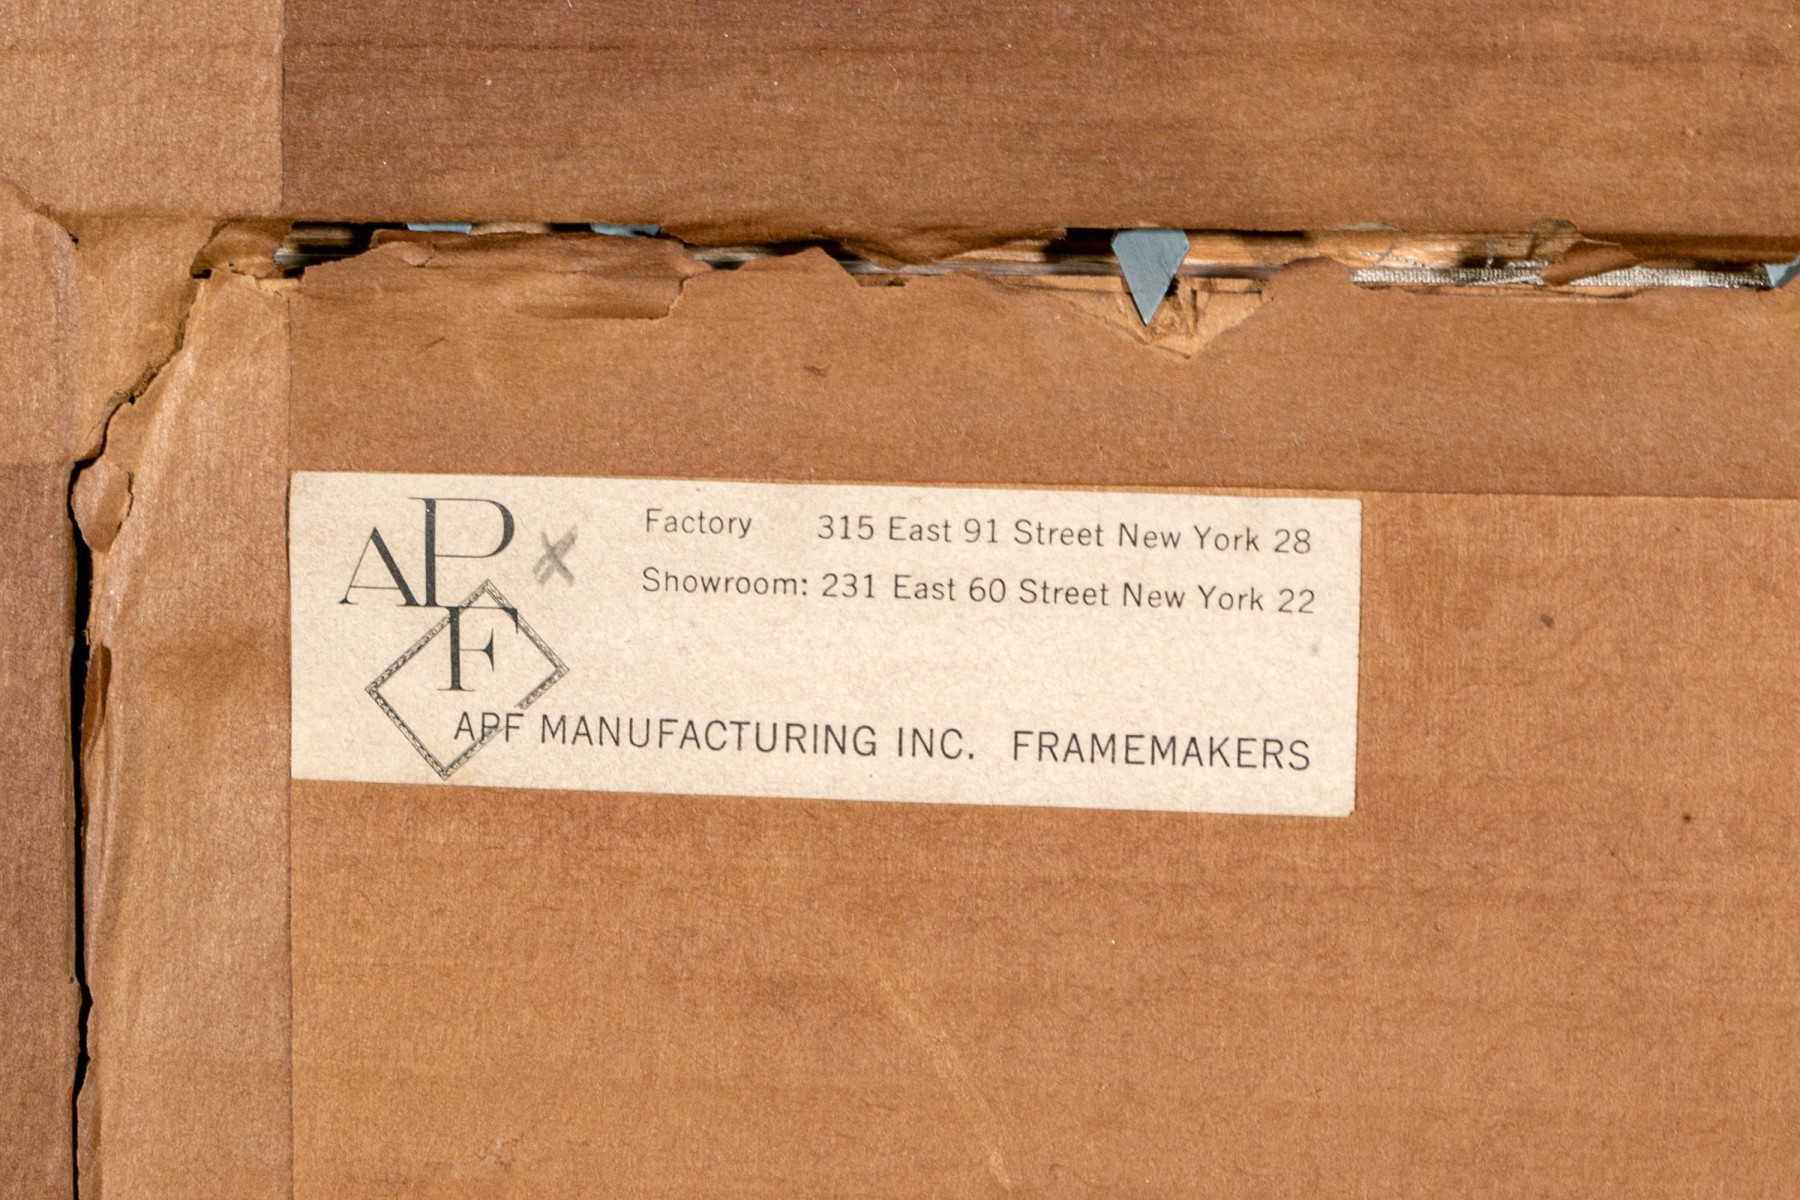 APF x
Factory 315 East 91 Street New York 28
Showroom: 231 East 60 Street New York 22
APF MANUFACTURING INC. FRAMEMAKERS